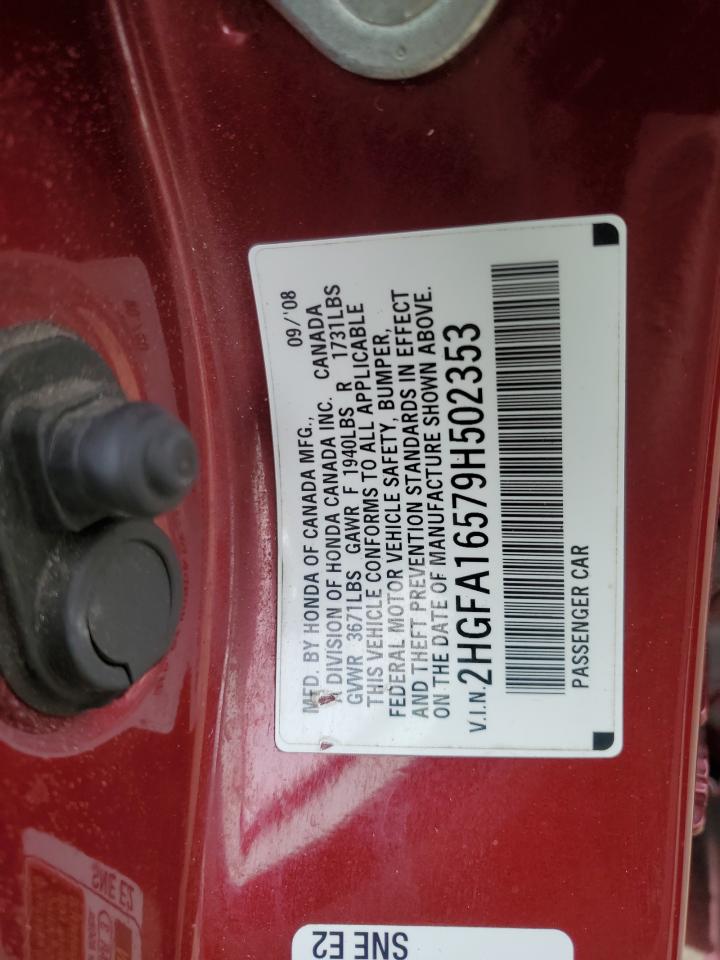 MFD. BY HONDA OF CANADA MFG., 09/'08
A DIVISION OF HONDA CANADA INC. CANADA
GVWR 3671LBS GAWR F 1940LBS R 1731LBS
THIS VEHICLE CONFORMS TO ALL APPLICABLE
FEDERAL MOTOR VEHICLE SAFETY, BUMPER,
AND THEFT PREVENTION STANDARDS IN EFFECT
ON THE DATE OF MANUFACTURE SHOWN ABOVE.
V.I.N. 2HGFA16579H502353
PASSENGER CAR
SNE E2
SNE E2